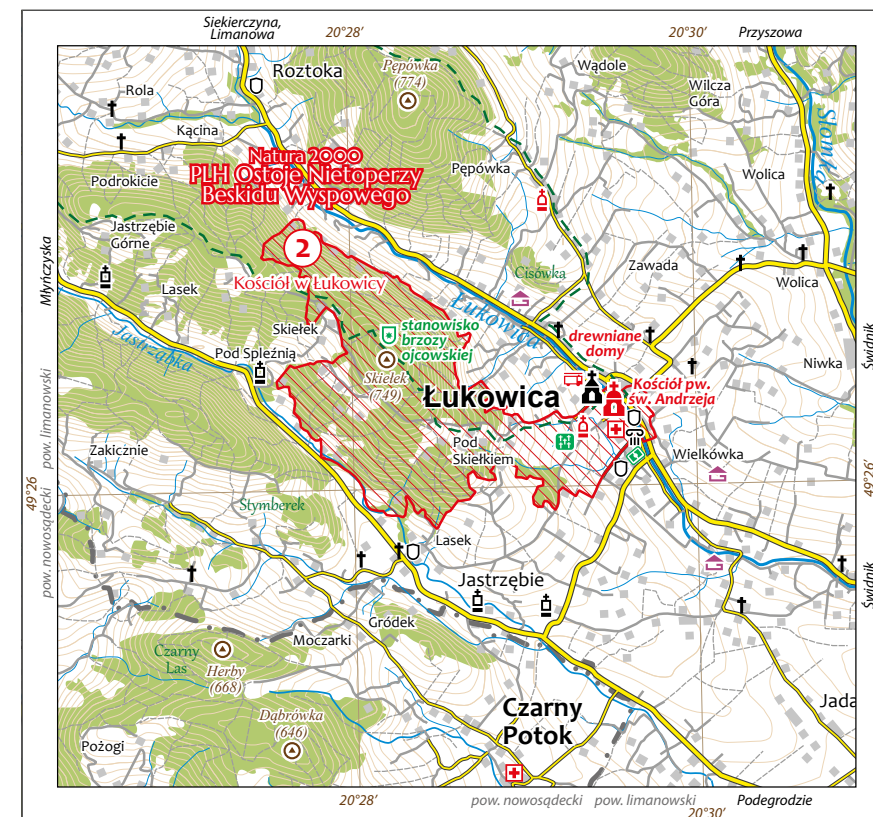 Siekierczyna,
Limanowa
20°28'
20°30'
Przyszowa
Roztoka
Pępówka
(774)
Wądole
Wilcza
Góra
Rola
Słomka
Kącina
Natura 2000
PLH Ostoje Nietoperzy
Beskidu Wyspowego
Pępówka
Wolica
Podrokicie
Jastrzębie
Górne
2
Kościół w Łukowicy
Cisówka
Zawada
Wolica
Młyńczyska
Lasek
Skiełek
Łukowica
stanowisko
brzozy
ojcowskiej
drewniane
domy
Jastrząbka
Pod Spleźnią
Skiełek
(749)
Niwka
Świdnik
Łukowica
Kościół pw.
św. Andrzeja
pow. limanowski
Zakicznie
Pod
Skiełkiem
Wielkówka
49°26'
49°26'
pow. nowosądecki
Stymberek
Lasek
Jastrzębie
Świdnik
Gródek
Moczarki
Czarny
Las
Herby
(668)
Czarny
Potok
Jada
Dąbrówka
(646)
Pożogi
20°28'
pow. nowosądecki
pow. limanowski
20°30'
Podegrodzie